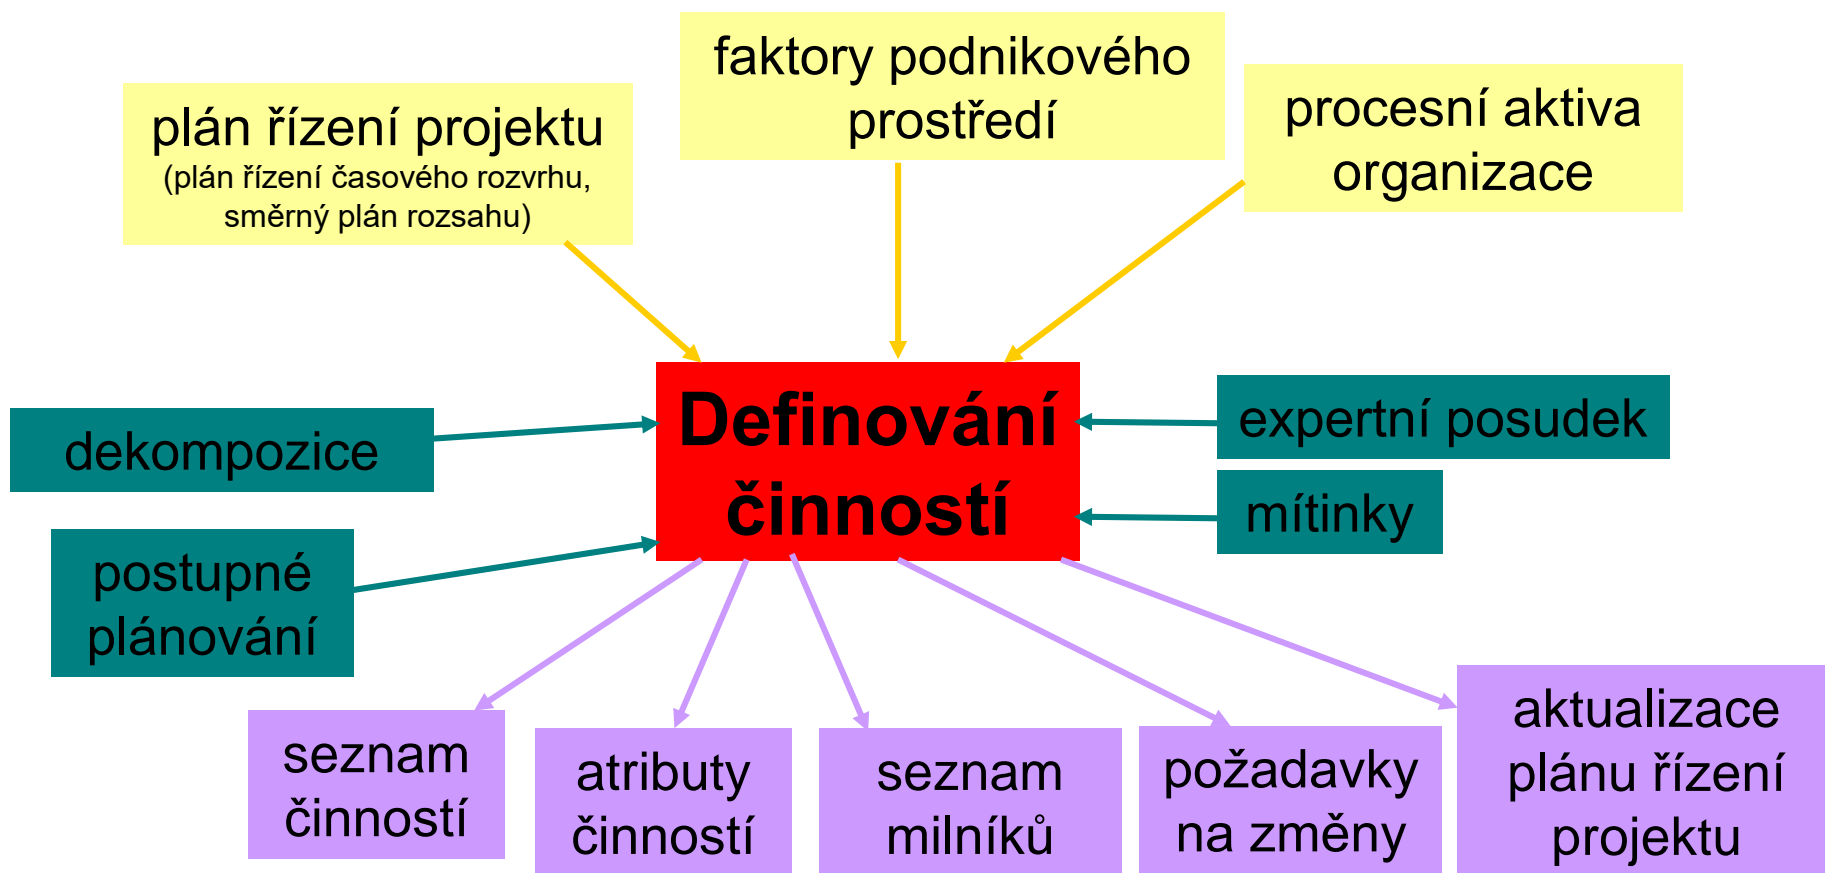 faktory podnikového
prostředí
plán řízení projektu
(plán řízení časového rozvrhu,
směrný plán rozsahu)
procesní aktiva
organizace
Definování
činností
dekompozice
postupné
plánování
expertní posudek
mítinky
seznam
činností
atributy
činností
seznam
milníků
požadavky
na změny
aktualizace
plánu řízení
projektu